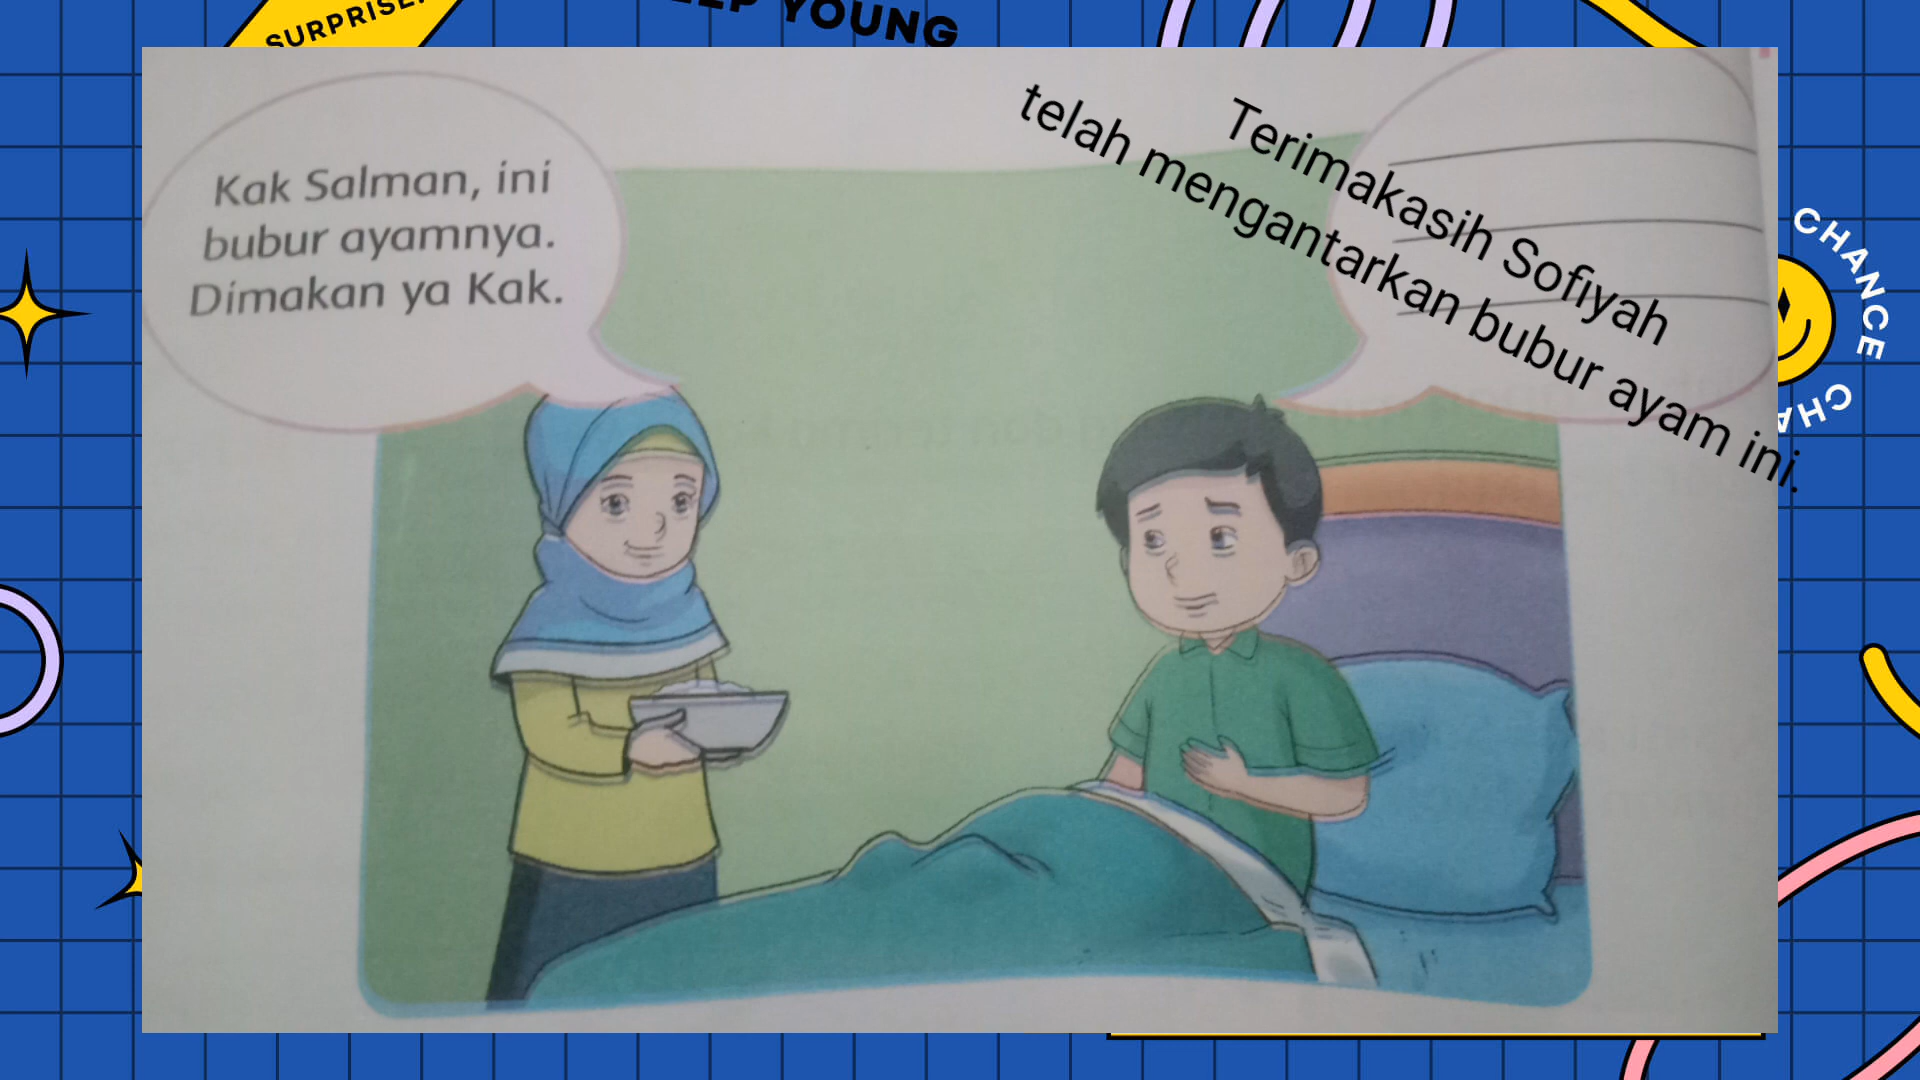 SURPRISE!
YOUNG
Kak Salman, ini
bubur ayamnya.
Dimakan ya Kak.
Terimakasih Sofiyah
telah mengantarkan bubur ayam ini.
CHANCE